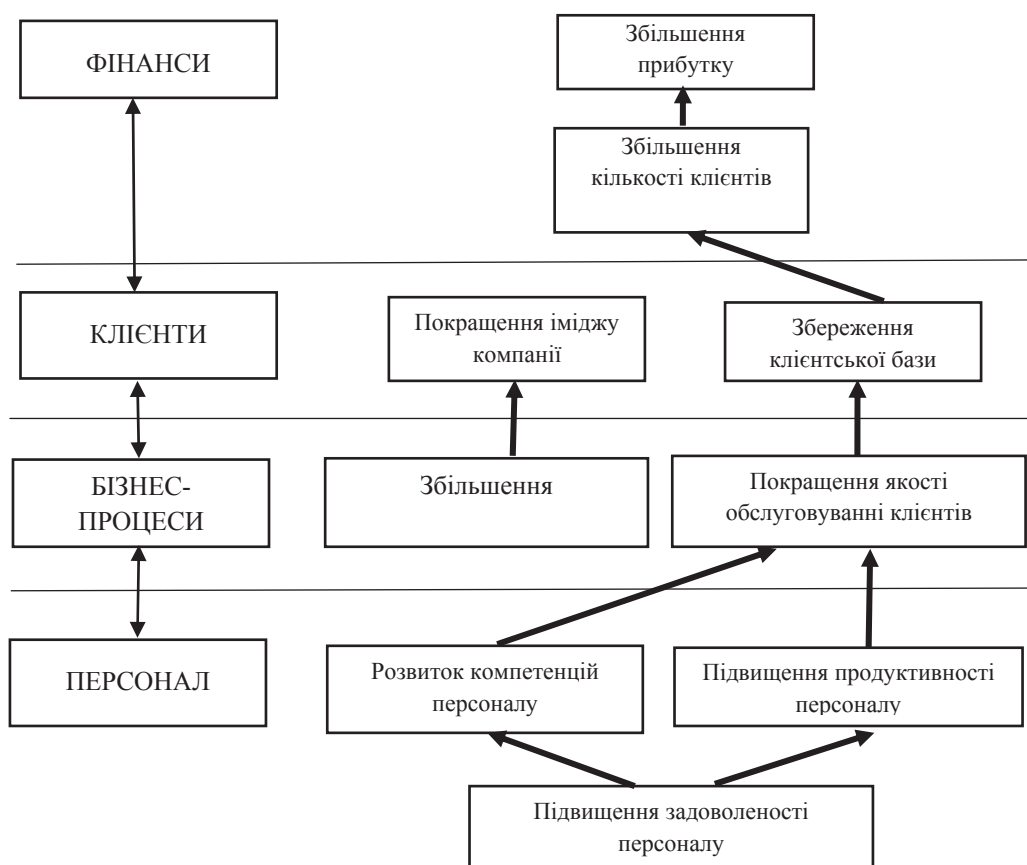 ФІНАНСИ
Збільшення
прибутку
Збільшення
кількості клієнтів
КЛІЄНТИ
Покращення іміджу
компанії
Збереження
клієнтської бази
БІЗНЕС-
ПРОЦЕСИ
Збільшення
Покращення якості
обслуговуванні клієнтів
ПЕРСОНАЛ
Розвиток компетенцій
персоналу
Підвищення продуктивності
персоналу
Підвищення задоволеності
персоналу